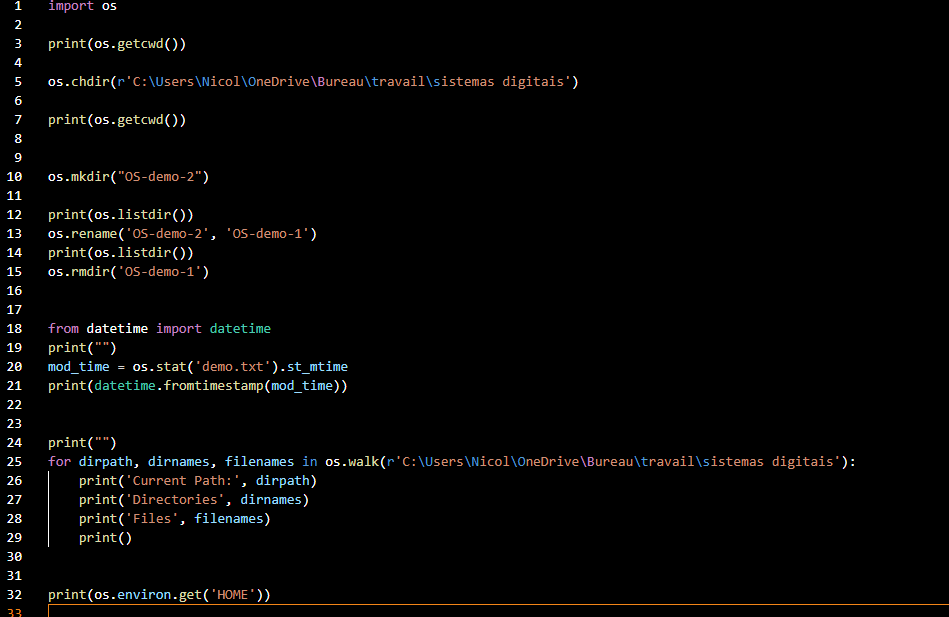 1 import os
2
3 print(os.getcwd())
4
5 os.chdir(r'C:\Users\Nicol\OneDrive\Bureau\travail\sistemas digitais')
6
7 print(os.getcwd())
8
9
10 os.mkdir("OS-demo-2")
11
12 print(os.listdir())
13 os.rename('OS-demo-2', 'OS-demo-1')
14 print(os.listdir())
15 os.rmdir('OS-demo-1')
16
17
18 from datetime import datetime
19 print("")
20 mod_time = os.stat('demo.txt').st_mtime
21 print(datetime.fromtimestamp(mod_time))
22
23
24 print("")
25 for dirpath, dirnames, filenames in os.walk(r'C:\Users\Nicol\OneDrive\Bureau\travail\sistemas digitais'):
26     print('Current Path:', dirpath)
27     print('Directories', dirnames)
28     print('Files', filenames)
29     print()
30
31
32 print(os.environ.get('HOME'))
33